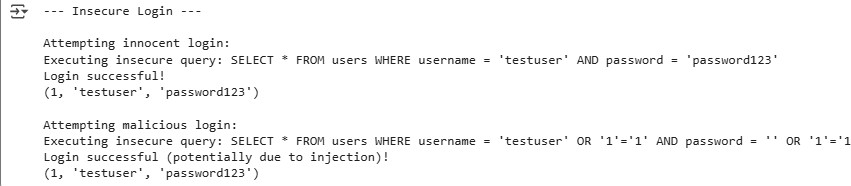 --- Insecure Login ---
Attempting innocent login:
Executing insecure query: SELECT * FROM users WHERE username = 'testuser' AND password = 'password123'
Login successful!
(1, 'testuser', 'password123')
Attempting malicious login:
Executing insecure query: SELECT * FROM users WHERE username = 'testuser' OR '1'='1' AND password = '' OR '1'='1
Login successful (potentially due to injection)!
(1, 'testuser', 'password123')